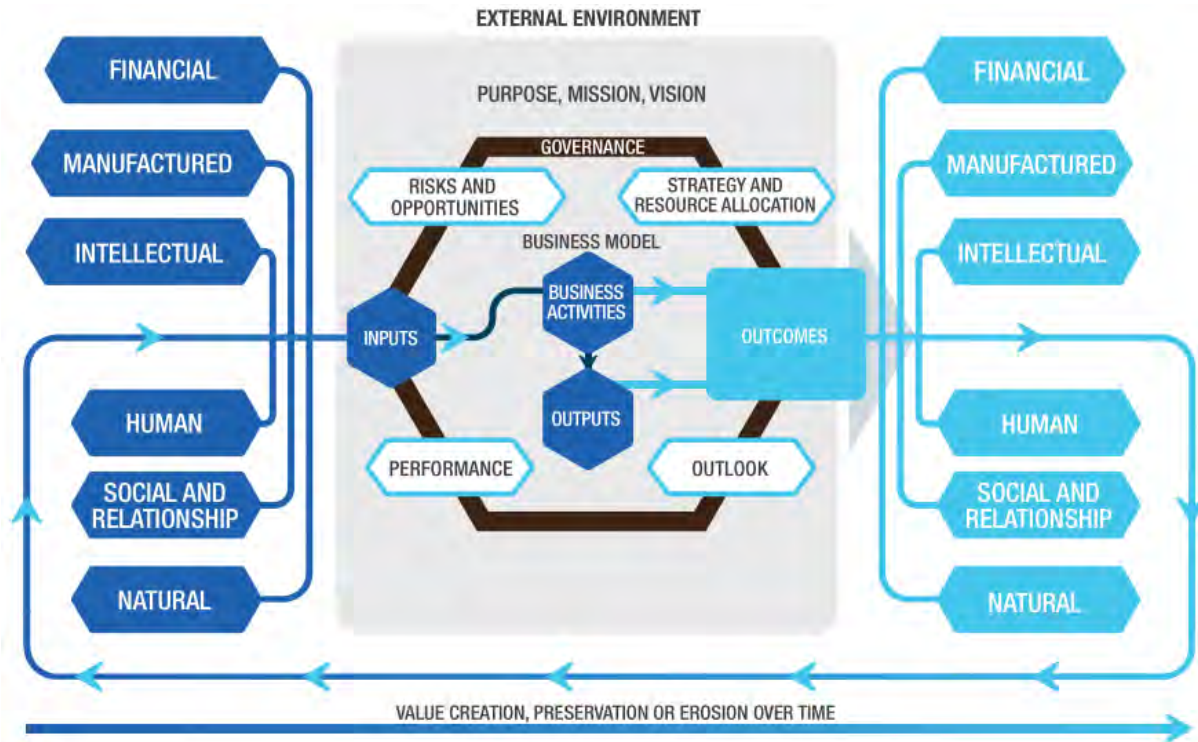 EXTERNAL ENVIRONMENT
FINANCIAL
MANUFACTURED
INTELLECTUAL
HUMAN
SOCIAL AND
RELATIONSHIP
NATURAL
PURPOSE, MISSION, VISION
GOVERNANCE
RISKS AND
OPPORTUNITIES
STRATEGY AND
RESOURCE ALLOCATION
BUSINESS MODEL
INPUTS
BUSINESS
ACTIVITIES
OUTPUTS
OUTCOMES
PERFORMANCE
OUTLOOK
FINANCIAL
MANUFACTURED
INTELLECTUAL
HUMAN
SOCIAL AND
RELATIONSHIP
NATURAL
VALUE CREATION, PRESERVATION OR EROSION OVER TIME